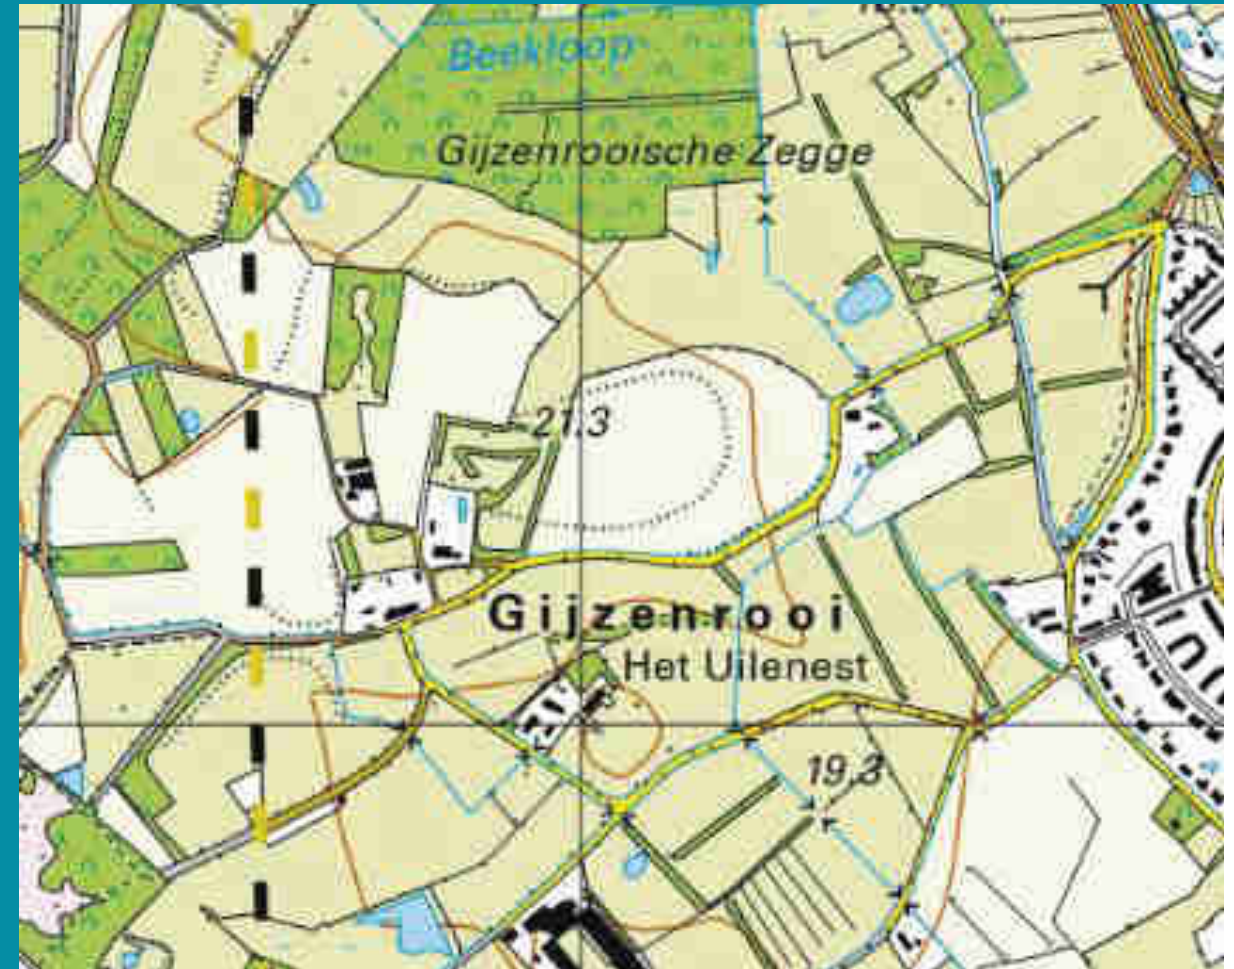 Beekloop
Gijzenrooische Zegge
21.3
Gijzenrooi
Het Uilenest
19.3